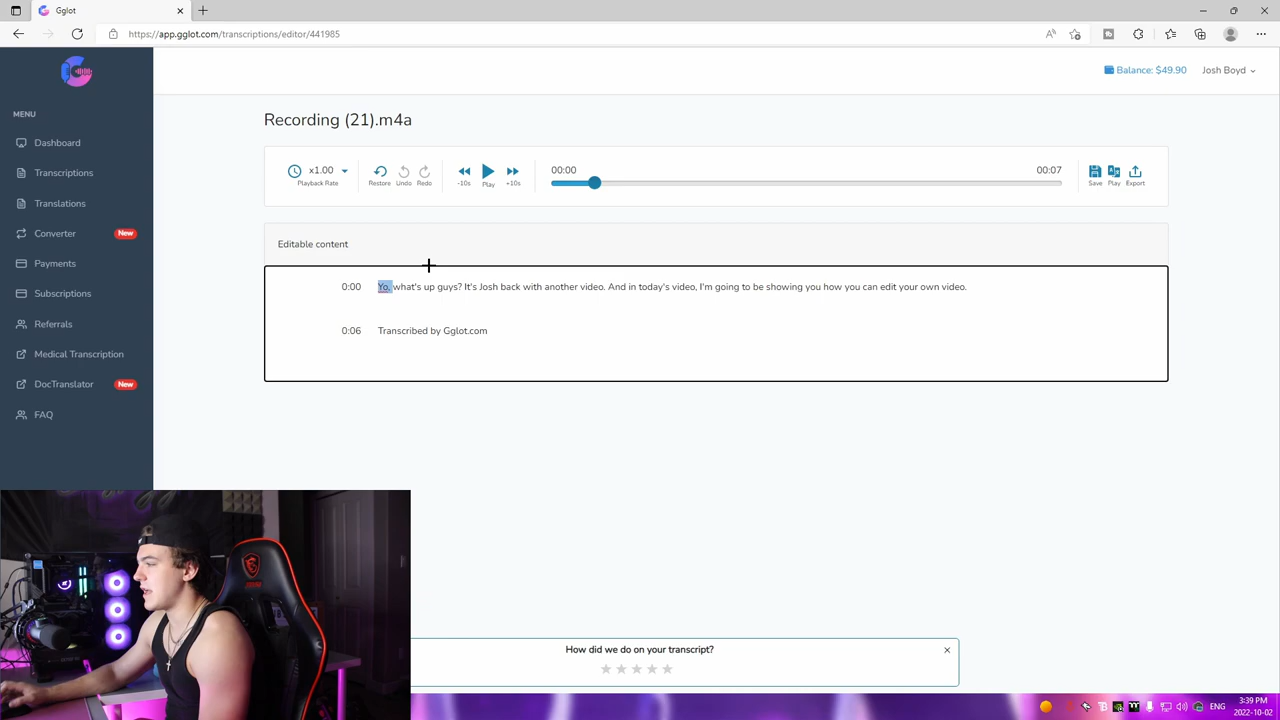 Gglot
https://app.gglot.com/transcriptions/editor/441985
Balance: $49.90
Josh Boyd
MENU
Dashboard
Transcriptions
Translations
Converter New
Payments
Subscriptions
Referrals
Medical Transcription
DocTranslator New
FAQ
Recording (21).m4a
x1.00
Playback Rate
Restore
Undo
Redo
-10s
Play
+10s
00:00
00:07
Save
Play
Export
Editable content
0:00 Yo, what's up guys? It's Josh back with another video. And in today's video, I'm going to be showing you how you can edit your own video.
0:06 Transcribed by Gglot.com
How did we do on your transcript?
ENG
3:39 PM
2022-10-02